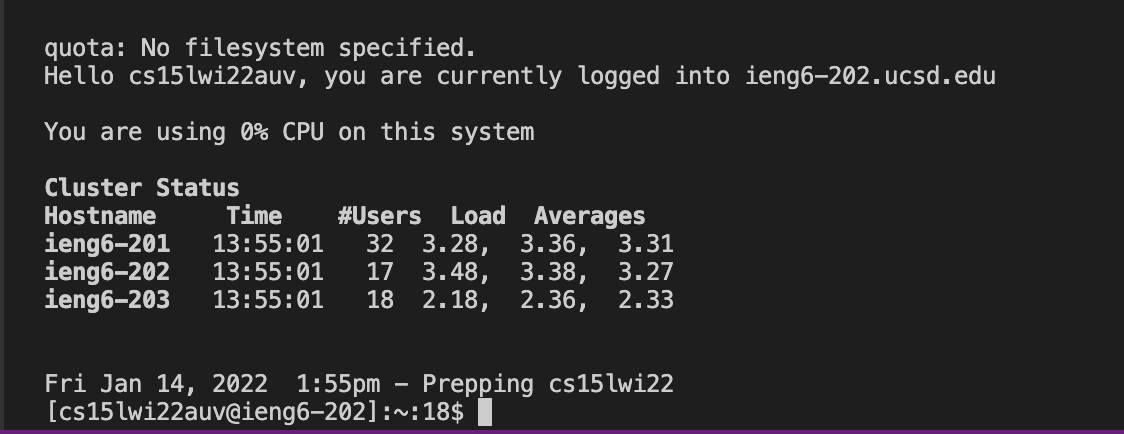 quota: No filesystem specified.
Hello cs15lwi22auv, you are currently logged into ieng6-202.ucsd.edu
You are using 0% CPU on this system
Cluster Status
Hostname     Time    #Users  Load  Averages
ieng6-201   13:55:01   32  3.28,  3.36,  3.31
ieng6-202   13:55:01   17  3.48,  3.38,  3.27
ieng6-203   13:55:01   18  2.18,  2.36,  2.33
Fri Jan 14, 2022  1:55pm - Prepping cs15lwi22
[cs15lwi22auv@ieng6-202]:~:18$